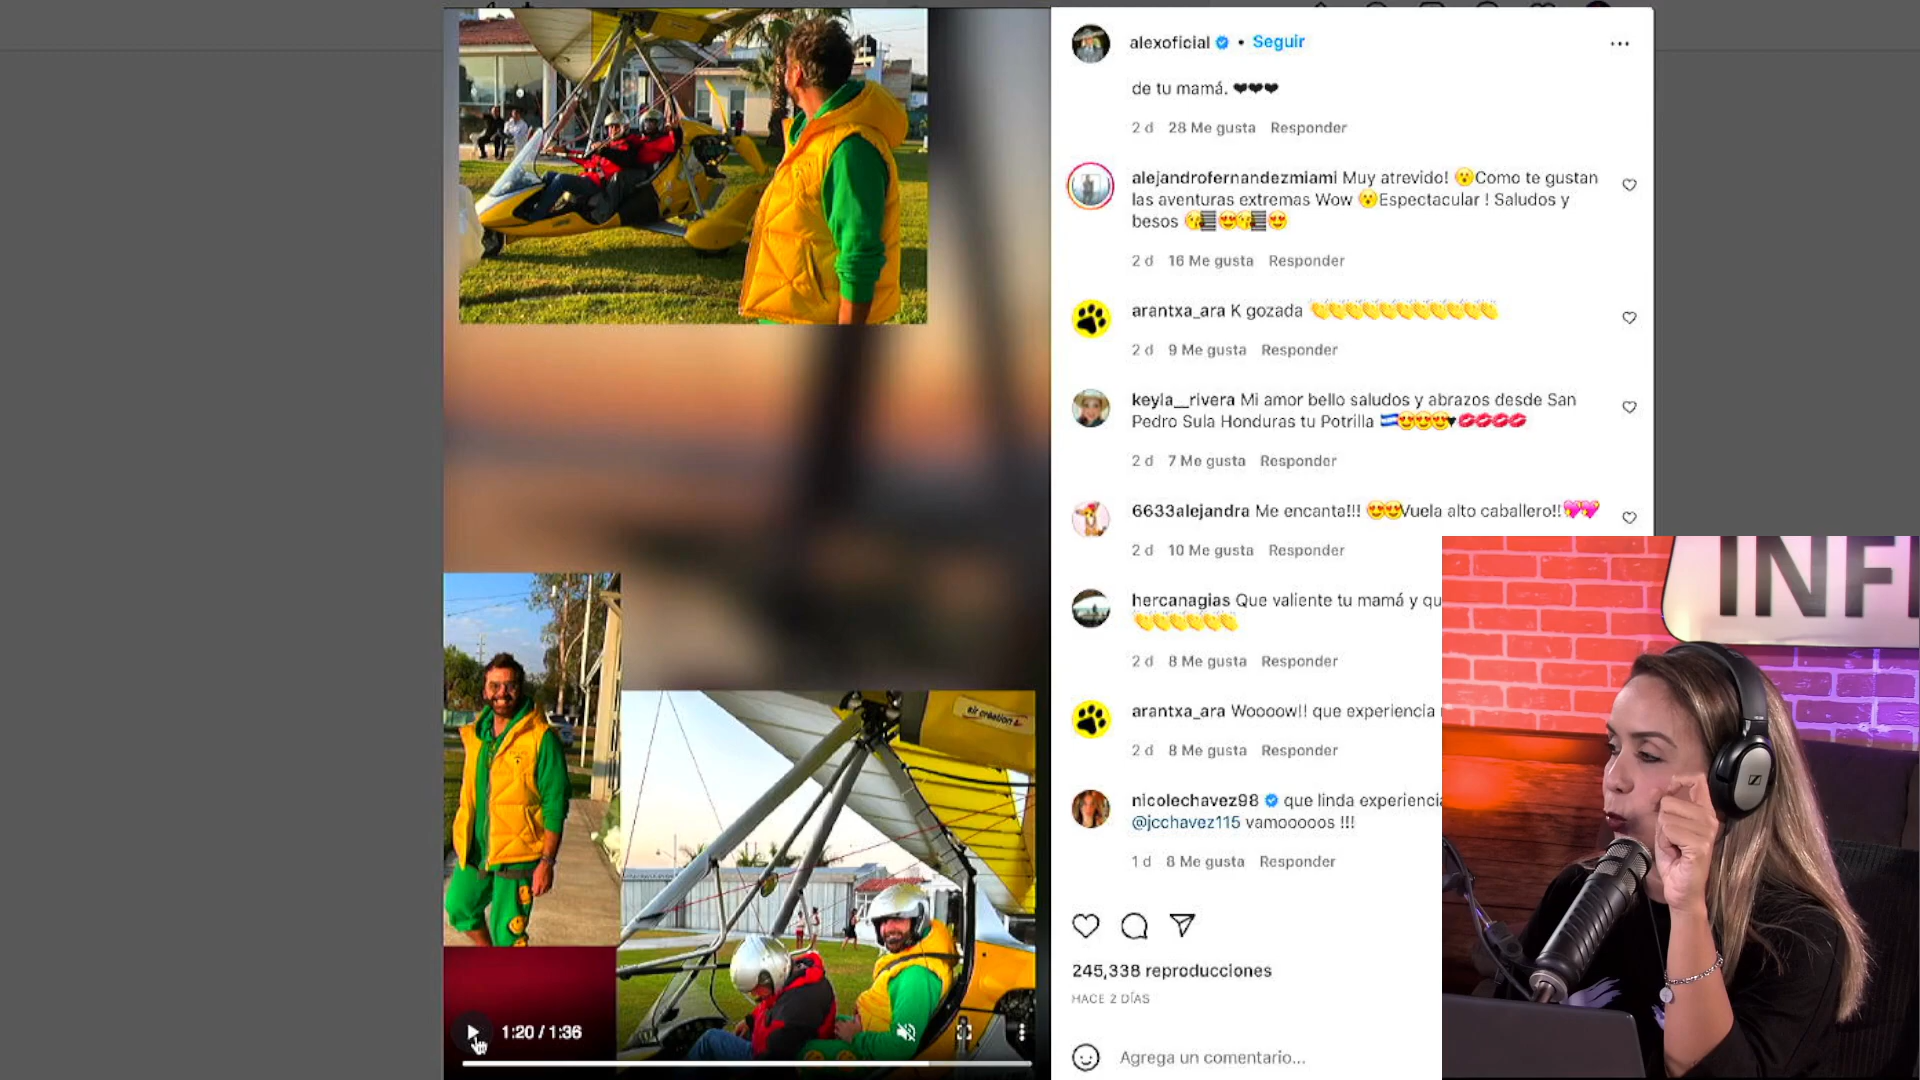 alexoficial • Seguir
de tu mamá. ❤❤❤
2 d 28 Me gusta Responder
alejandrofernandezmiami Muy atrevido! 😮Como te gustan
las aventuras extremas Wow 😮Espectacular ! Saludos y
besos 😘😍😘😍
2 d 16 Me gusta Responder
arantxa_ara K gozada 👏👏👏👏👏👏👏👏👏👏👏
2 d 9 Me gusta Responder
keyla__rivera Mi amor bello saludos y abrazos desde San
Pedro Sula Honduras tu Potrilla 🇭🇳😍😍😍♥💋💋💋💋
2 d 7 Me gusta Responder
6633alejandra Me encanta!!! 😍😍Vuela alto caballero!!💖💖
2 d 10 Me gusta Responder
hercanagias Que valiente tu mamá y qu
👏👏👏👏👏👏
2 d 8 Me gusta Responder
arantxa_ara Woooow!! que experiencia
2 d 8 Me gusta Responder
nicolechavez98 que linda experiencia
@jcchavez115 vamooooos !!!
1 d 8 Me gusta Responder
245,338 reproducciones
HACE 2 DÍAS
Agrega un comentario...
air création
1:20 / 1:36
INF